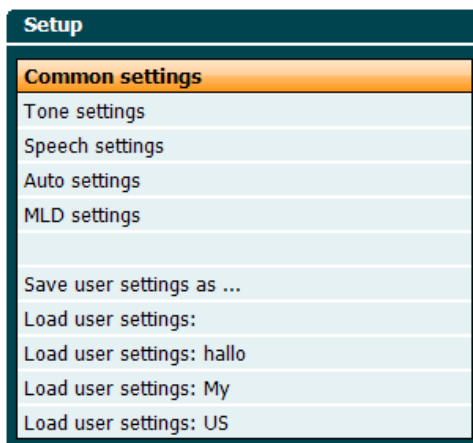 Setup
Common settings
Tone settings
Speech settings
Auto settings
MLD settings
Save user settings as ...
Load user settings:
Load user settings: hallo
Load user settings: My
Load user settings: US